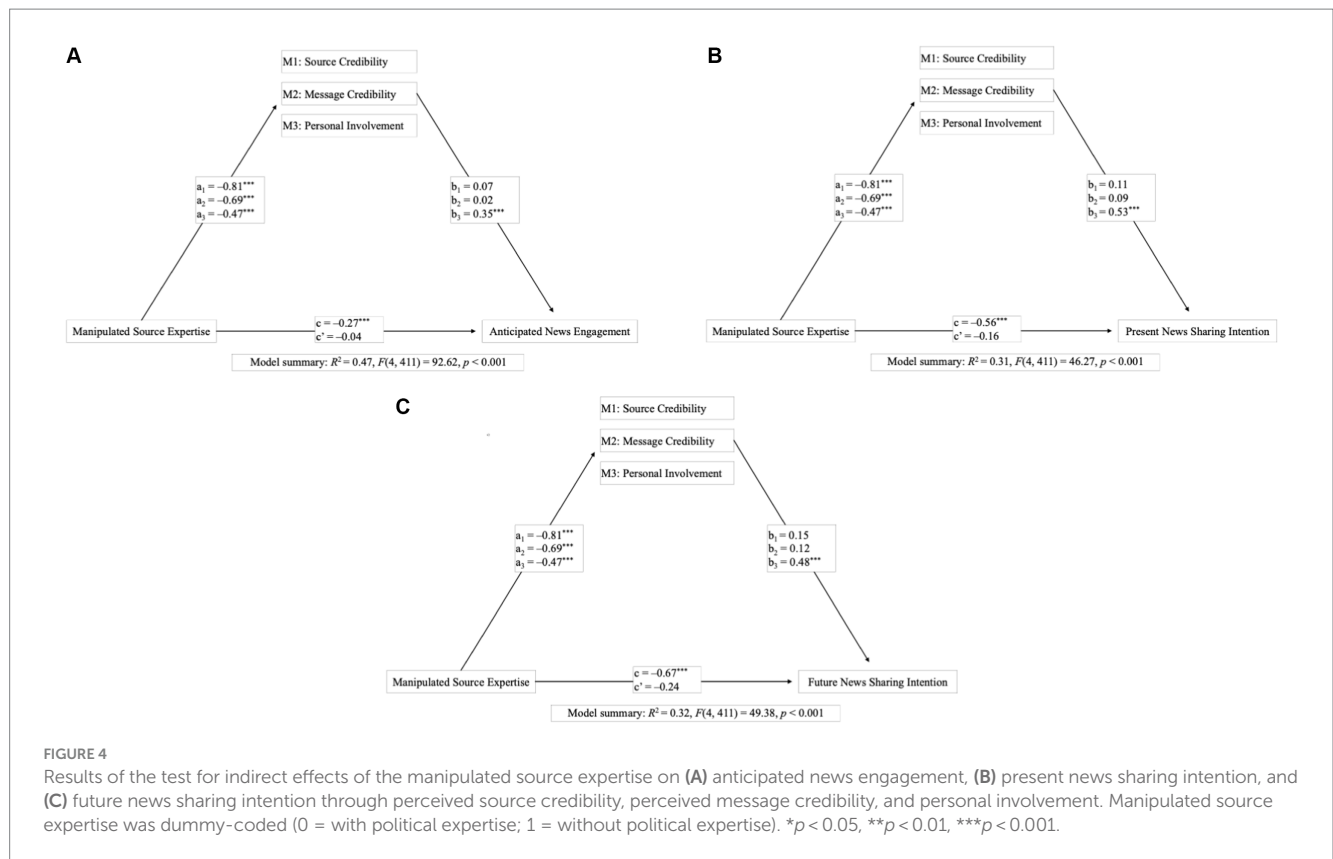 A
M1: Source Credibility
M2: Message Credibility
M3: Personal Involvement
a₁ = –0.81***
a₂ = –0.69***
a₃ = –0.47***
b₁ = 0.07
b₂ = 0.02
b₃ = 0.35***
Manipulated Source Expertise
c = –0.27***
c’ = –0.04
Anticipated News Engagement
Model summary: R² = 0.47, F(4, 411) = 92.62, p < 0.001
B
M1: Source Credibility
M2: Message Credibility
M3: Personal Involvement
a₁ = –0.81***
a₂ = –0.69***
a₃ = –0.47***
b₁ = 0.11
b₂ = 0.09
b₃ = 0.53***
Manipulated Source Expertise
c = –0.56***
c’ = –0.16
Present News Sharing Intention
Model summary: R² = 0.31, F(4, 411) = 46.27, p < 0.001
C
M1: Source Credibility
M2: Message Credibility
M3: Personal Involvement
a₁ = –0.81***
a₂ = –0.69***
a₃ = –0.47***
b₁ = 0.15
b₂ = 0.12
b₃ = 0.48***
Manipulated Source Expertise
c = –0.67***
c’ = –0.24
Future News Sharing Intention
Model summary: R² = 0.32, F(4, 411) = 49.38, p < 0.001
FIGURE 4
Results of the test for indirect effects of the manipulated source expertise on (A) anticipated news engagement, (B) present news sharing intention, and
(C) future news sharing intention through perceived source credibility, perceived message credibility, and personal involvement. Manipulated source
expertise was dummy-coded (0 = with political expertise; 1 = without political expertise). *p < 0.05, **p < 0.01, ***p < 0.001.